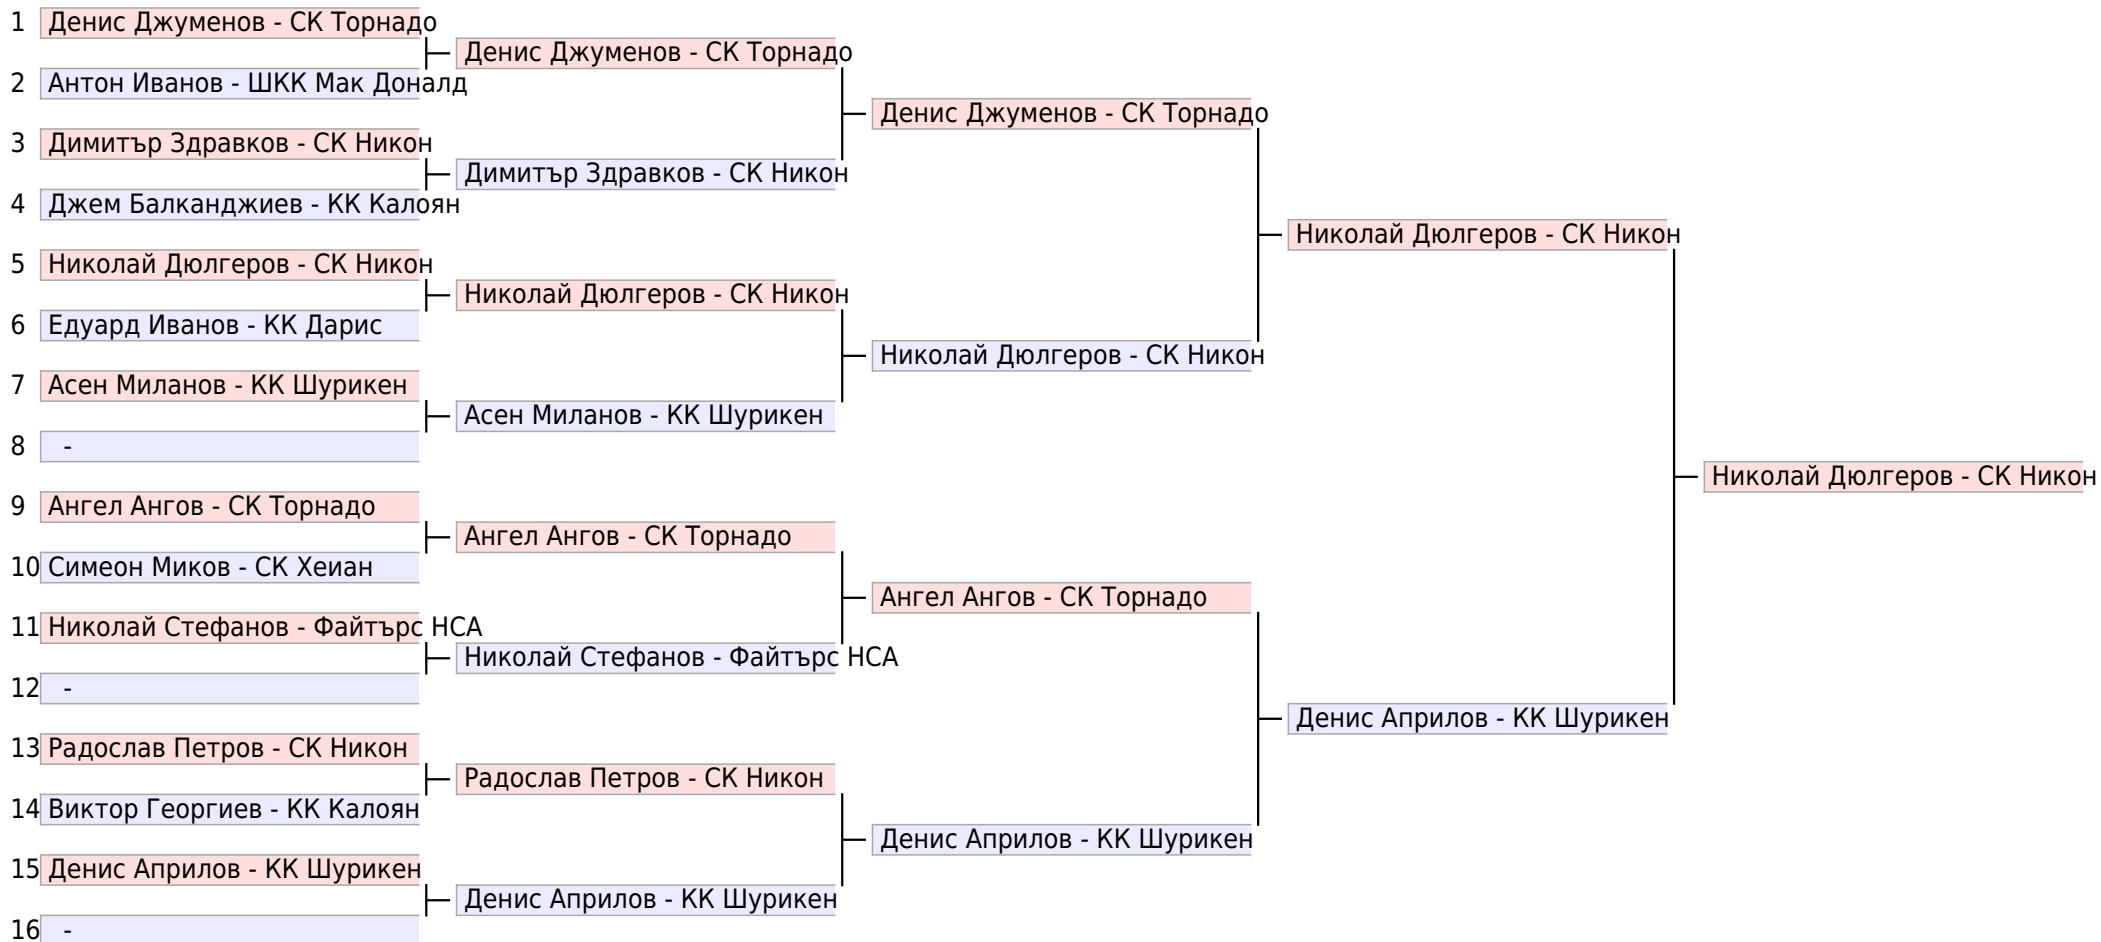 1 Денис Джуменов - СК Торнадо
Денис Джуменов - СК Торнадо
2 Антон Иванов - ШКК Мак Доналд
Денис Джуменов - СК Торнадо
3 Димитър Здравков - СК Никон
Димитър Здравков - СК Никон
4 Джем Балканджиев - КК Калоян
Николай Дюлгеров - СК Никон
5 Николай Дюлгеров - СК Никон
Николай Дюлгеров - СК Никон
6 Едуард Иванов - КК Дарис
Николай Дюлгеров - СК Никон
7 Асен Миланов - КК Шурикен
Асен Миланов - КК Шурикен
8 -
Николай Дюлгеров - СК Никон
9 Ангел Ангов - СК Торнадо
Ангел Ангов - СК Торнадо
10 Симеон Миков - СК Хеиан
Ангел Ангов - СК Торнадо
11 Николай Стефанов - Файтърс НСА
Николай Стефанов - Файтърс НСА
12 -
Денис Априлов - КК Шурикен
13 Радослав Петров - СК Никон
Радослав Петров - СК Никон
14 Виктор Георгиев - КК Калоян
Денис Априлов - КК Шурикен
15 Денис Априлов - КК Шурикен
Денис Априлов - КК Шурикен
16 -